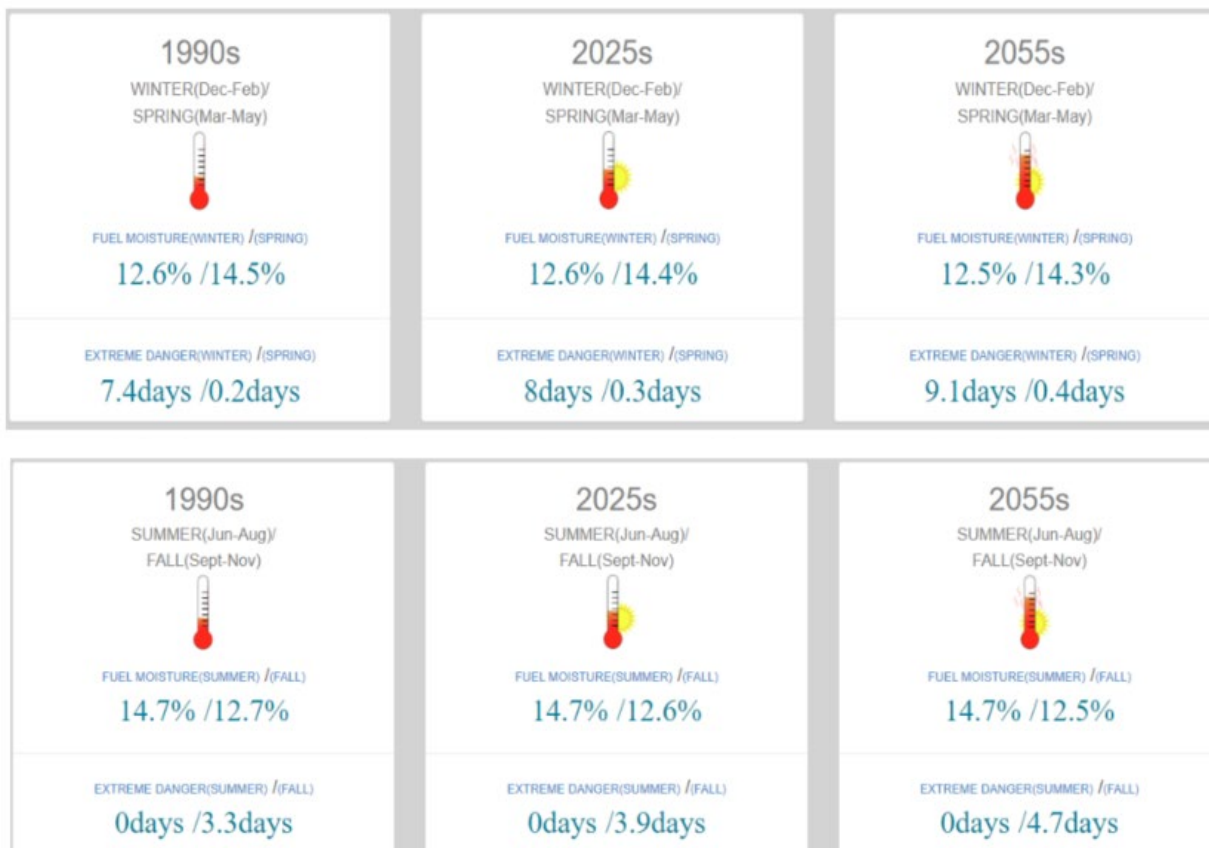 1990s
WINTER(Dec-Feb)/
SPRING(Mar-May)
FUEL MOISTURE(WINTER) /(SPRING)
12.6% /14.5%
EXTREME DANGER(WINTER) /(SPRING)
7.4days /0.2days
2025s
WINTER(Dec-Feb)/
SPRING(Mar-May)
FUEL MOISTURE(WINTER) /(SPRING)
12.6% /14.4%
EXTREME DANGER(WINTER) /(SPRING)
8days /0.3days
2055s
WINTER(Dec-Feb)/
SPRING(Mar-May)
FUEL MOISTURE(WINTER) /(SPRING)
12.5% /14.3%
EXTREME DANGER(WINTER) /(SPRING)
9.1days /0.4days
1990s
SUMMER(Jun-Aug)/
FALL(Sept-Nov)
FUEL MOISTURE(SUMMER) /(FALL)
14.7% /12.7%
EXTREME DANGER(SUMMER) /(FALL)
0days /3.3days
2025s
SUMMER(Jun-Aug)/
FALL(Sept-Nov)
FUEL MOISTURE(SUMMER) /(FALL)
14.7% /12.6%
EXTREME DANGER(SUMMER) /(FALL)
0days /3.9days
2055s
SUMMER(Jun-Aug)/
FALL(Sept-Nov)
FUEL MOISTURE(SUMMER) /(FALL)
14.7% /12.5%
EXTREME DANGER(SUMMER) /(FALL)
0days /4.7days